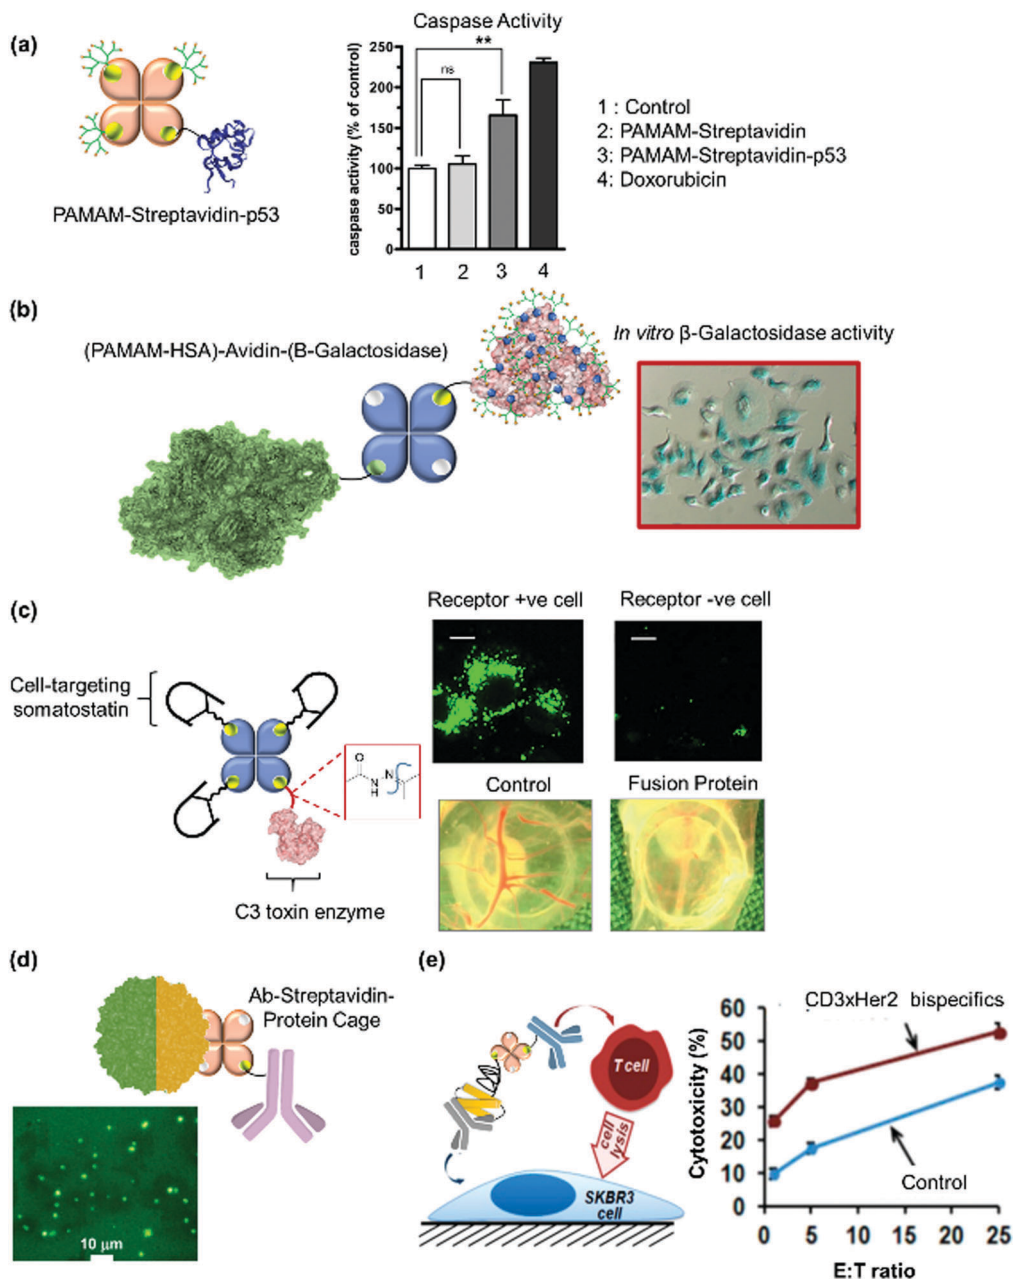 (a)
PAMAM-Streptavidin-p53
Caspase Activity
caspase activity (% of control)
250
200
150
100
50
0
**
ns
1 2 3 4
1 : Control
2: PAMAM-Streptavidin
3: PAMAM-Streptavidin-p53
4: Doxorubicin
(b)
(PAMAM-HSA)-Avidin-(B-Galactosidase)
In vitro β-Galactosidase activity
(c)
Cell-targeting
somatostatin
O
N
H
N
C3 toxin enzyme
Receptor +ve cell
Receptor -ve cell
Control
Fusion Protein
(d)
Ab-Streptavidin-
Protein Cage
10 μm
(e)
T cell
cell
lysis
SKBR3
cell
Cytotoxicity (%)
60
50
40
30
20
10
0
CD3xHer2 bispecifics
Control
0 5 10 15 20 25
E:T ratio